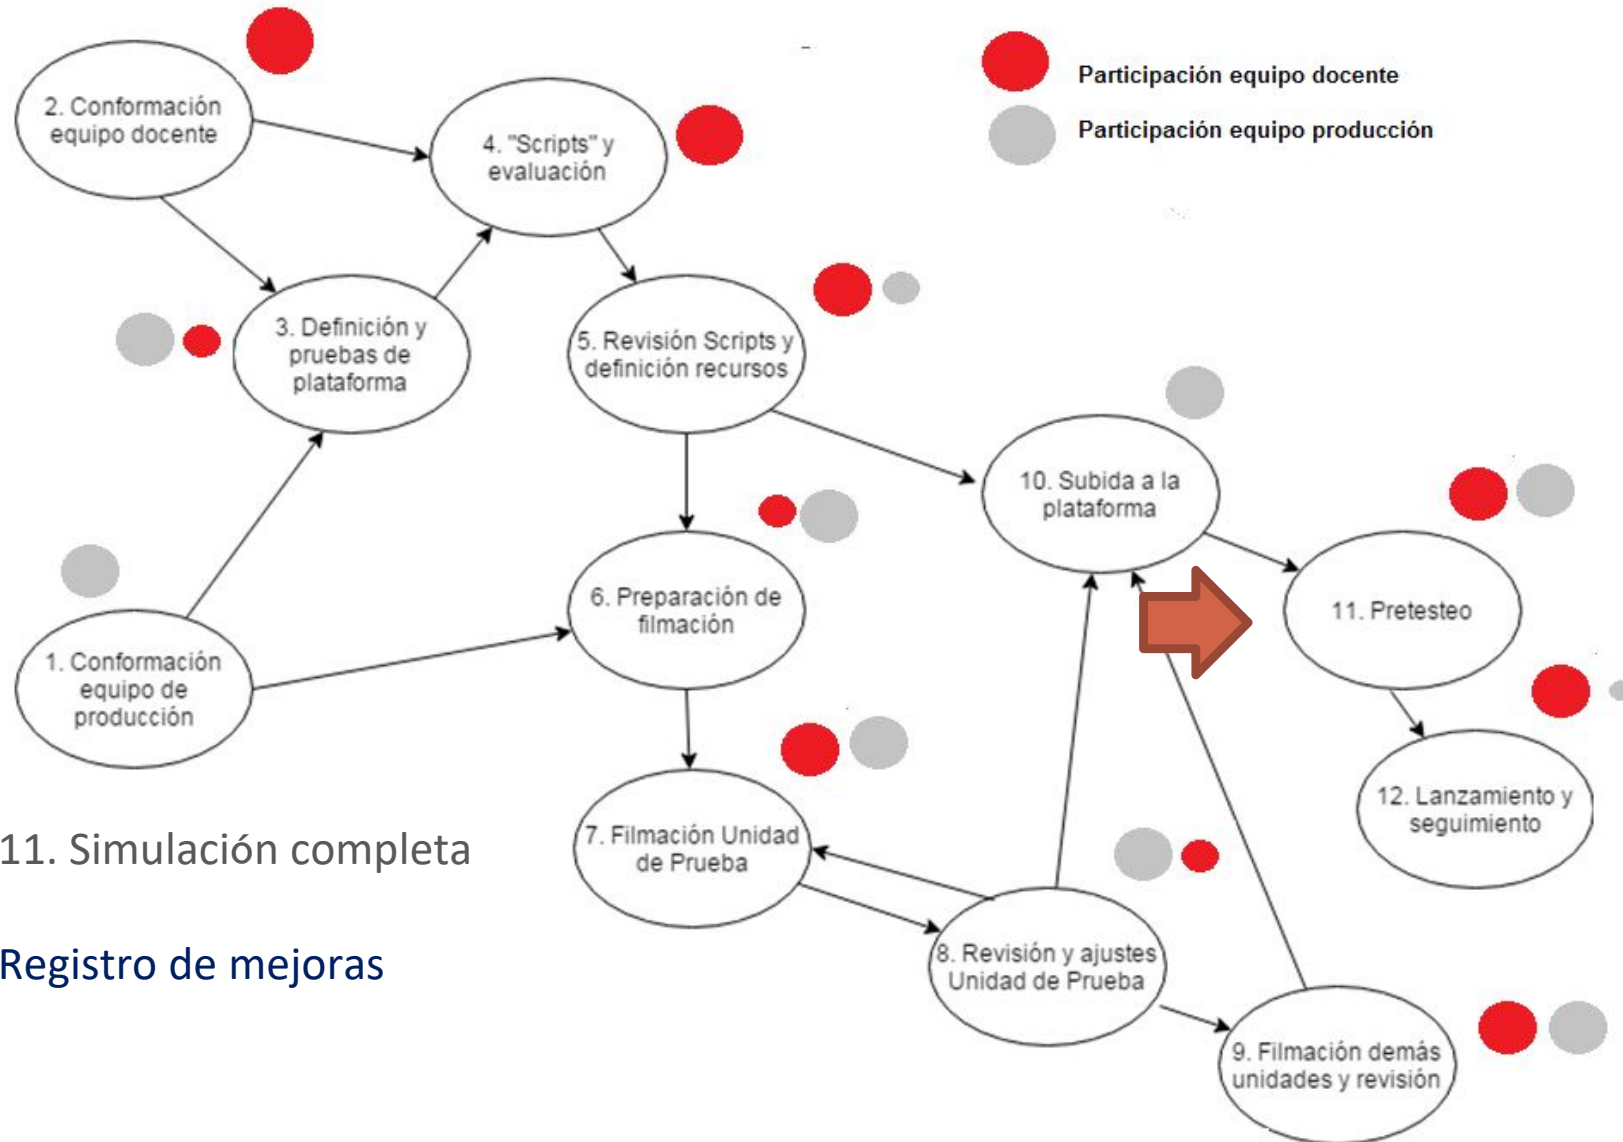 Participación equipo docente
Participación equipo producción
2. Conformación
equipo docente
4. "Scripts" y
evaluación
3. Definición y
pruebas de
plataforma
5. Revisión Scripts y
definición recursos
10. Subida a la
plataforma
6. Preparación de
filmación
11. Pretesteo
1. Conformación
equipo de
producción
12. Lanzamiento y
seguimiento
7. Filmación Unidad
de Prueba
11. Simulación completa
8. Revisión y ajustes
Unidad de Prueba
Registro de mejoras
9. Filmación demás
unidades y revisión